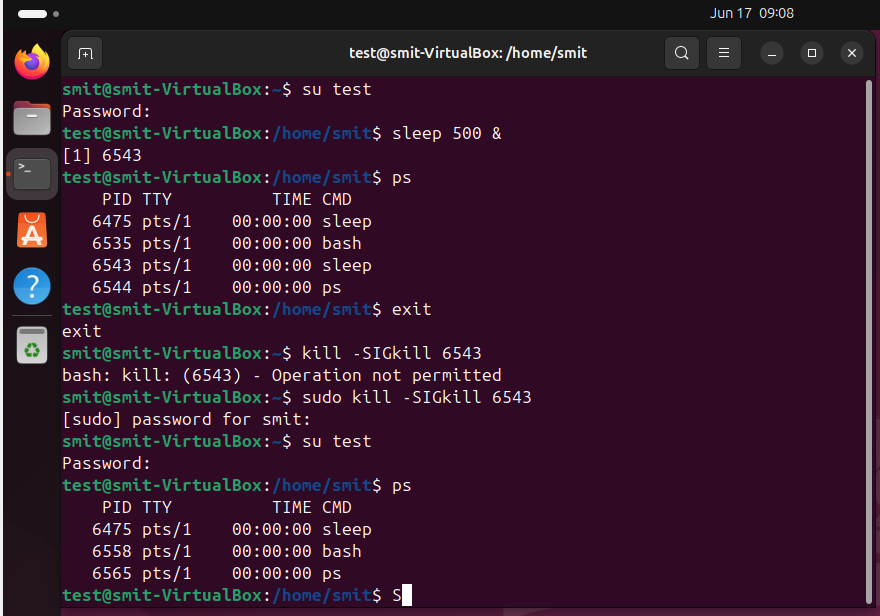 Jun 17 09:08
test@smit-VirtualBox: /home/smit
smit@smit-VirtualBox:~$ su test
Password:
test@smit-VirtualBox:/home/smit$ sleep 500 &
[1] 6543
test@smit-VirtualBox:/home/smit$ ps
    PID TTY          TIME CMD
   6475 pts/1    00:00:00 sleep
   6535 pts/1    00:00:00 bash
   6543 pts/1    00:00:00 sleep
   6544 pts/1    00:00:00 ps
test@smit-VirtualBox:/home/smit$ exit
exit
smit@smit-VirtualBox:~$ kill -SIGkill 6543
bash: kill: (6543) - Operation not permitted
smit@smit-VirtualBox:~$ sudo kill -SIGkill 6543
[sudo] password for smit:
smit@smit-VirtualBox:~$ su test
Password:
test@smit-VirtualBox:/home/smit$ ps
    PID TTY          TIME CMD
   6475 pts/1    00:00:00 sleep
   6558 pts/1    00:00:00 bash
   6565 pts/1    00:00:00 ps
test@smit-VirtualBox:/home/smit$ S